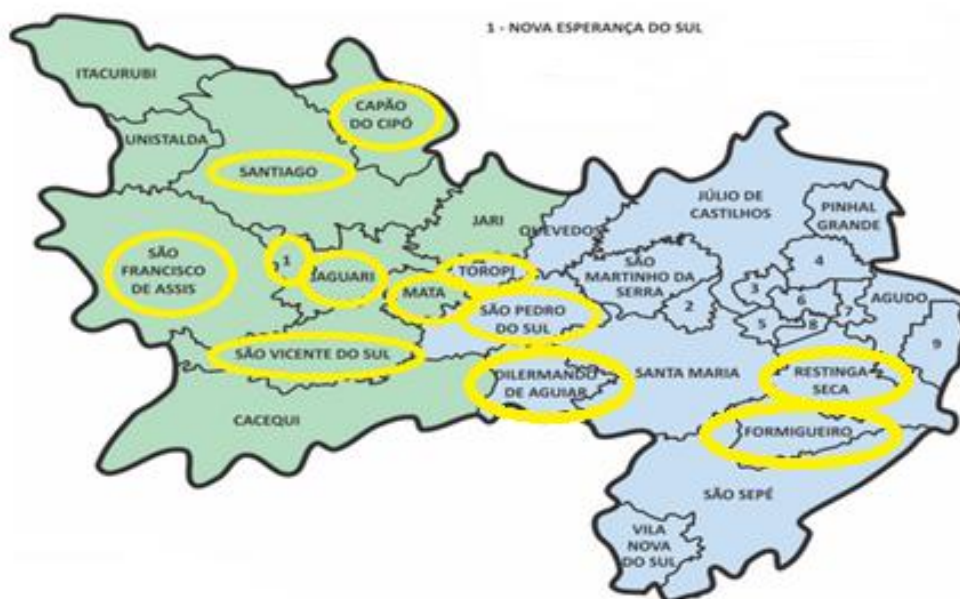 1 - NOVA ESPERANÇA DO SUL
ITACURUBI
CAPÃO
DO CIPÓ
UNISTALDA
SANTIAGO
JÚLIO DE
CASTILHOS
PINHAL
GRANDE
JARI
QUEVEDOS
SÃO
FRANCISCO
DE ASSIS
1
JAGUARI
TOROPI
MATA
SÃO
MARTINHO DA
SERRA
2
3
4
5
6
7
8
AGUDO
9
SÃO PEDRO
DO SUL
SÃO VICENTE DO SUL
DILERMANDO
DE AGUIAR
SANTA MARIA
RESTINGA
SECA
CACEQUI
FORMIGUEIRO
SÃO SEPÉ
VILA
NOVA
DO SUL